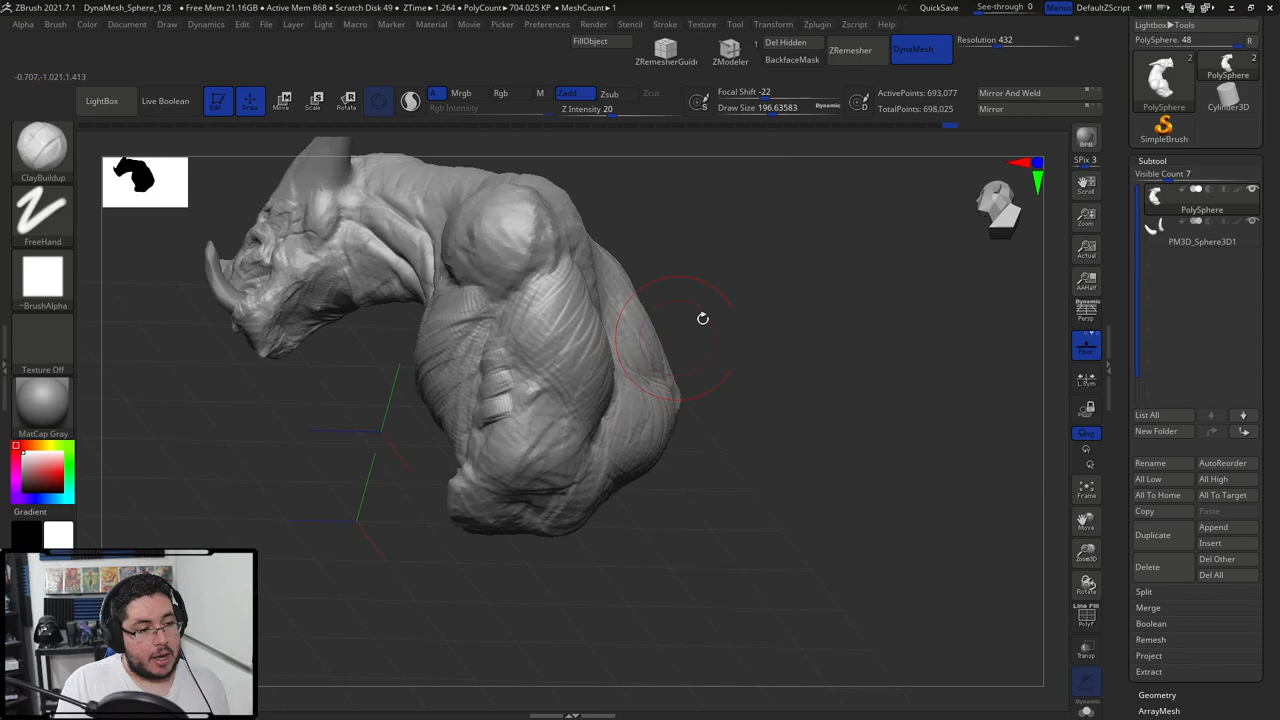 ZBrush 2021.7.1 DynaMesh_Sphere_128 • Free Mem 21.16GB • Active Mem 868 • Scratch Disk 49 • ZTime▸1.264 • PolyCount▸704.025 KP • MeshCount▸1 AC QuickSave See-through 0 Menus DefaultZScript
Alpha Brush Color Document Draw Dynamics Edit File Layer Light Macro Marker Material Movie Picker Preferences Render Stencil Stroke Texture Tool Transform Zplugin Zscript Help
-0.707,-1.021,1.413
FillObject
ZRemesherGuide
ZModeler
1
Del Hidden
BackfaceMask
ZRemesher
DynaMesh
Resolution 432
LightBox
Live Boolean
Edit
Draw
Move
Scale
Rotate
A
Mrgb
Rgb
M
Rgb Intensity
Zadd
Zsub
Zcut
Z Intensity 20
S
Focal Shift -22
Draw Size 196.63583
Dynamic
D
ActivePoints: 693,077
TotalPoints: 698,025
Mirror And Weld
Mirror
ClayBuildup
FreeHand
~BrushAlpha
Texture Off
MatCap Gray
Gradient
BPR
SPix 3
Scroll
Zoom
Actual
AAHalf
Dynamic
Persp
Floor
L.Sym
Frame
Move
Zoom3D
Rotate
Line Fill
PolyF
Transp
Dynamic
Lightbox▸Tools
PolySphere. 48
R
2
PolySphere
2
PolySphere
Cylinder3D
SimpleBrush
Subtool
Visible Count 7
PolySphere
PM3D_Sphere3D1
List All
New Folder
Rename
AutoReorder
All Low
All High
All To Home
All To Target
Copy
Paste
Duplicate
Append
Insert
Delete
Del Other
Del All
Split
Merge
Boolean
Remesh
Project
Extract
Geometry
ArrayMesh